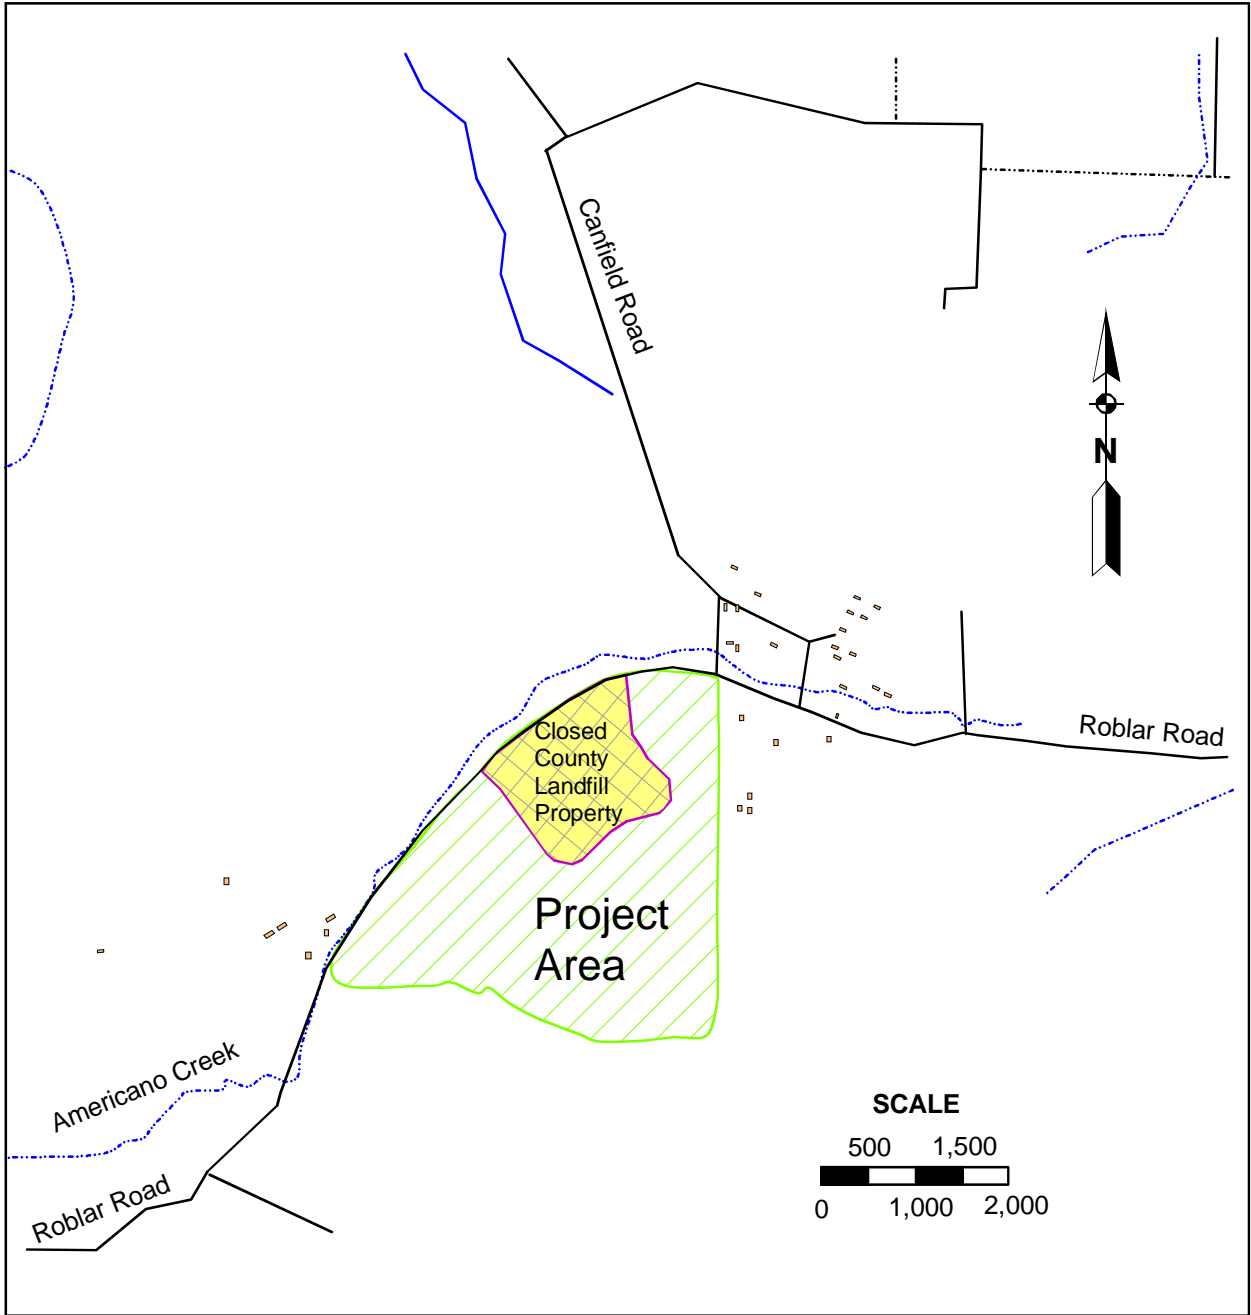 Canfield Road
N
Roblar Road
Closed
County
Landfill
Property
Project
Area
Americano Creek
Roblar Road
SCALE
500 1,500
0 1,000 2,000